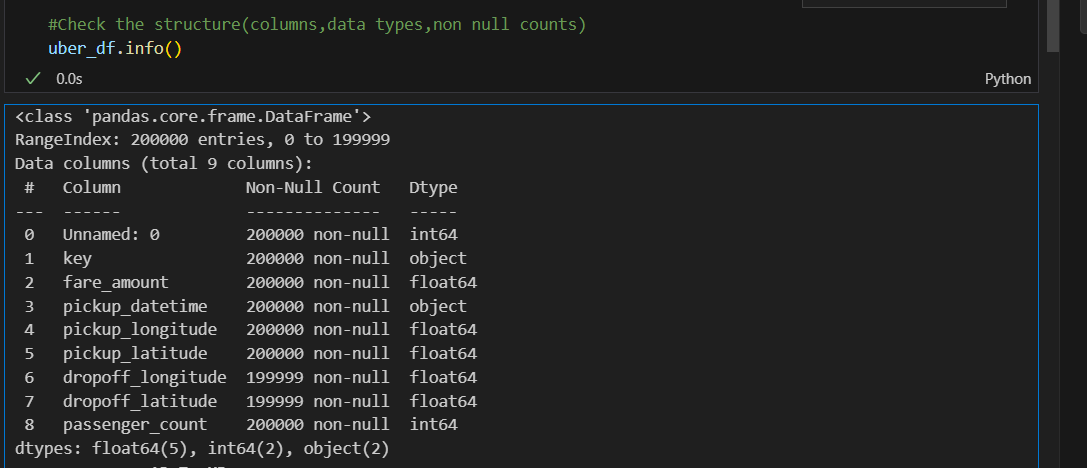 #Check the structure(columns,data types,non null counts)
uber_df.info()
0.0s
Python
<class 'pandas.core.frame.DataFrame'>
RangeIndex: 200000 entries, 0 to 199999
Data columns (total 9 columns):
 #   Column             Non-Null Count   Dtype
---  ------             --------------   -----
 0   Unnamed: 0         200000 non-null  int64
 1   key                200000 non-null  object
 2   fare_amount        200000 non-null  float64
 3   pickup_datetime    200000 non-null  object
 4   pickup_longitude   200000 non-null  float64
 5   pickup_latitude    200000 non-null  float64
 6   dropoff_longitude  199999 non-null  float64
 7   dropoff_latitude   199999 non-null  float64
 8   passenger_count    200000 non-null  int64
dtypes: float64(5), int64(2), object(2)